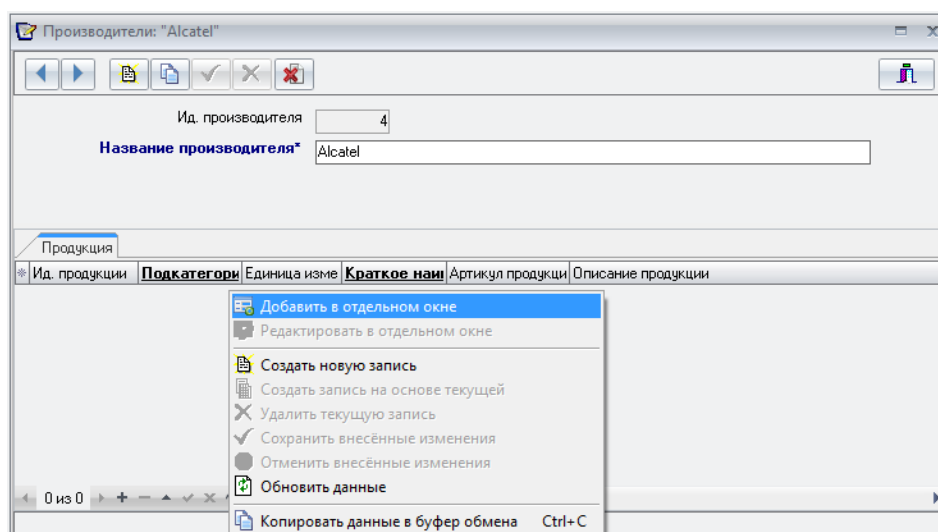 Производители: "Alcatel"
Ид. производителя 4
Название производителя* Alcatel
Продукция
Ид. продукции Подкатегори Единица изме Краткое наим Артикул продукци Описание продукции
Добавить в отдельном окне
Редактировать в отдельном окне
Создать новую запись
Создать запись на основе текущей
Удалить текущую запись
Сохранить внесённые изменения
Отменить внесённые изменения
Обновить данные
0 из 0
Копировать данные в буфер обмена Ctrl+C